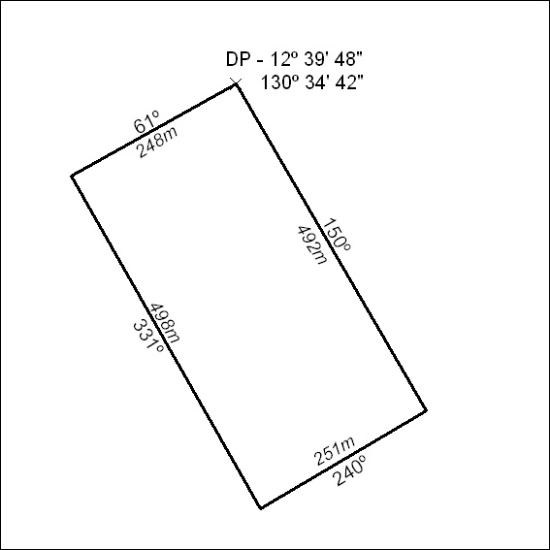 DP - 12º 39' 48"
130º 34' 42"
61º
248m
150º
492m
498m
331º
251m
240º